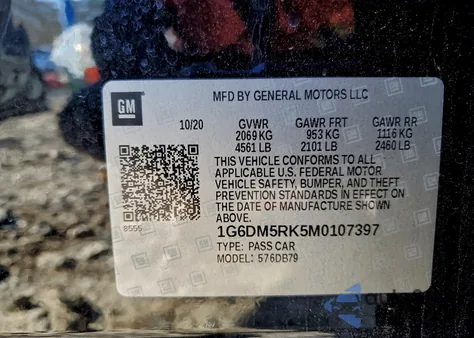 GM
MFD BY GENERAL MOTORS LLC
10/20 GVWR GAWR FRT GAWR RR
2069 KG 953 KG 1116 KG
4561 LB 2101 LB 2460 LB
THIS VEHICLE CONFORMS TO ALL
APPLICABLE U.S. FEDERAL MOTOR
VEHICLE SAFETY, BUMPER, AND THEFT
PREVENTION STANDARDS IN EFFECT ON
THE DATE OF MANUFACTURE SHOWN
ABOVE.
8555
1G6DM5RK5M0107397
TYPE: PASS CAR
MODEL: 576DB79